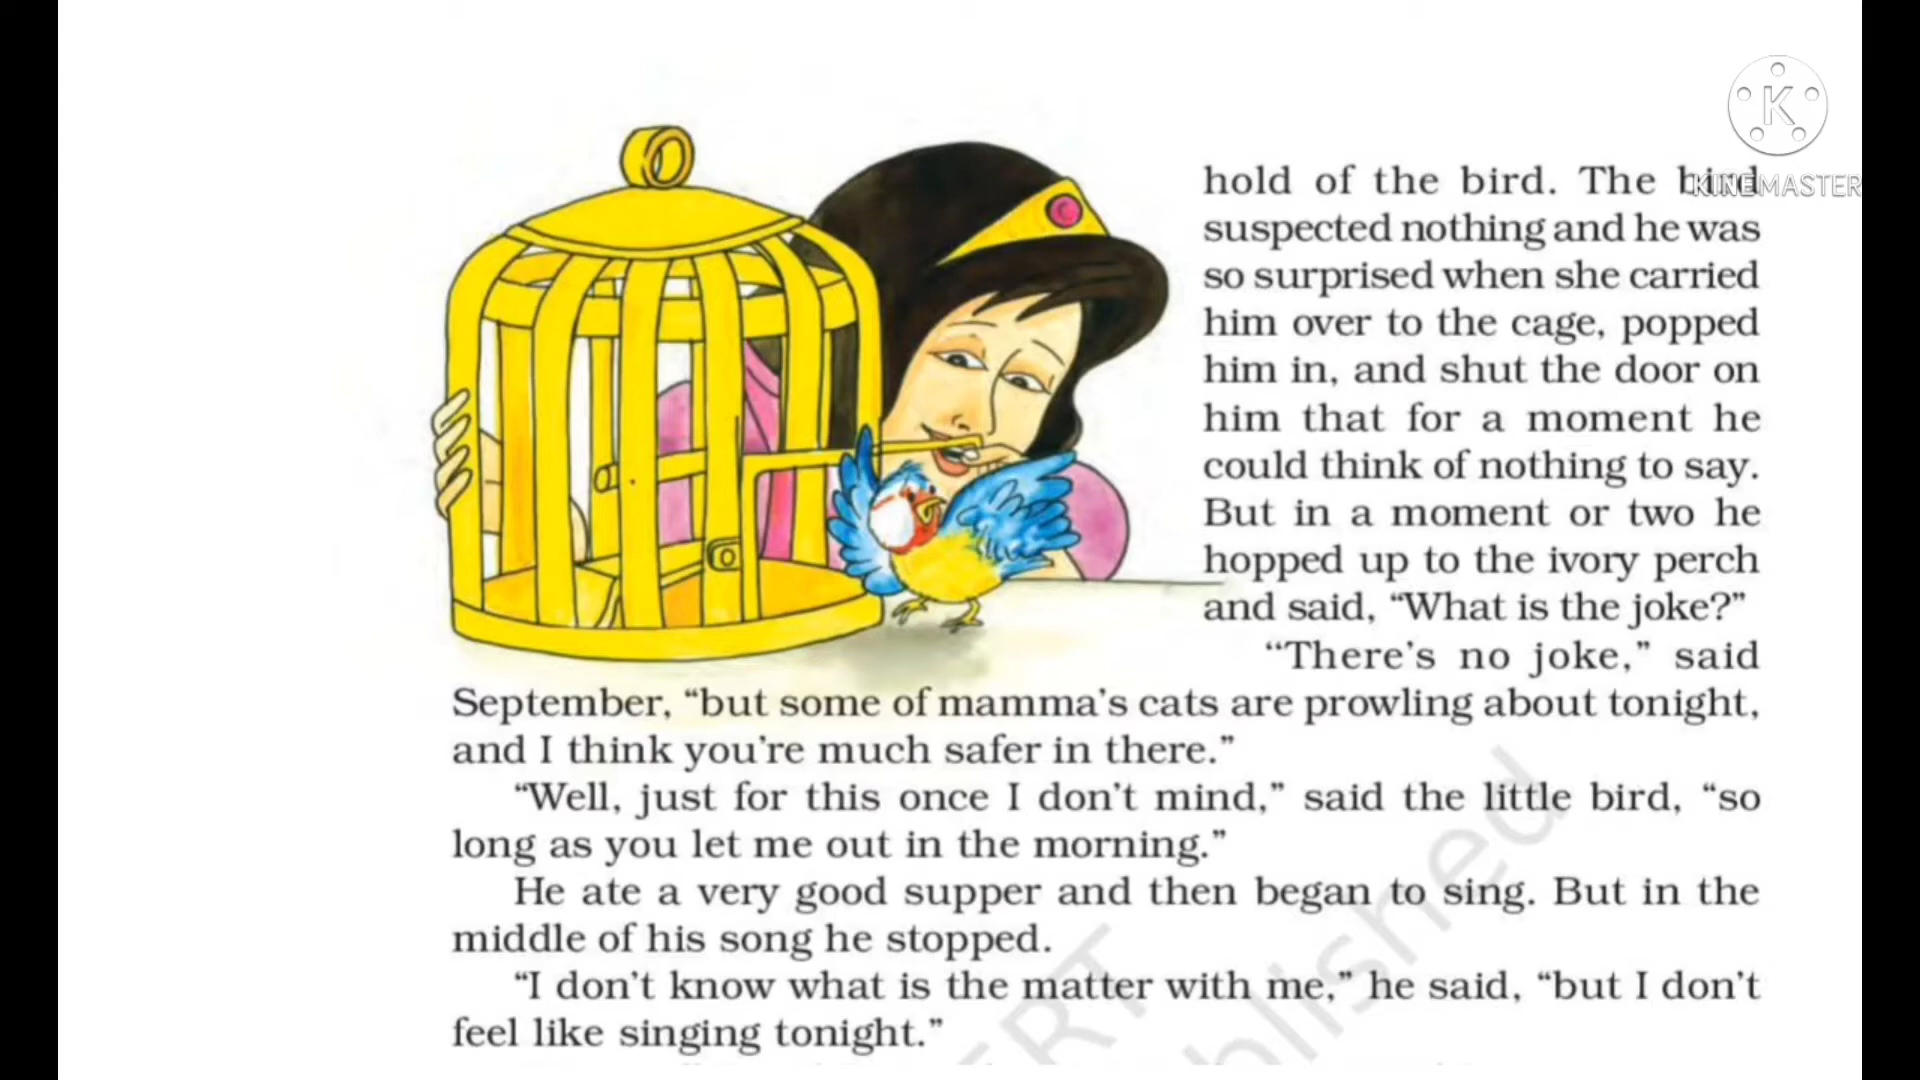 K
KINEMASTER
hold of the bird. The bird
suspected nothing and he was
so surprised when she carried
him over to the cage, popped
him in, and shut the door on
him that for a moment he
could think of nothing to say.
But in a moment or two he
hopped up to the ivory perch
and said, “What is the joke?”
“There’s no joke,” said
September, “but some of mamma’s cats are prowling about tonight,
and I think you’re much safer in there.”
“Well, just for this once I don’t mind,” said the little bird, “so
long as you let me out in the morning.”
He ate a very good supper and then began to sing. But in the
middle of his song he stopped.
“I don’t know what is the matter with me,” he said, “but I don’t
feel like singing tonight.”